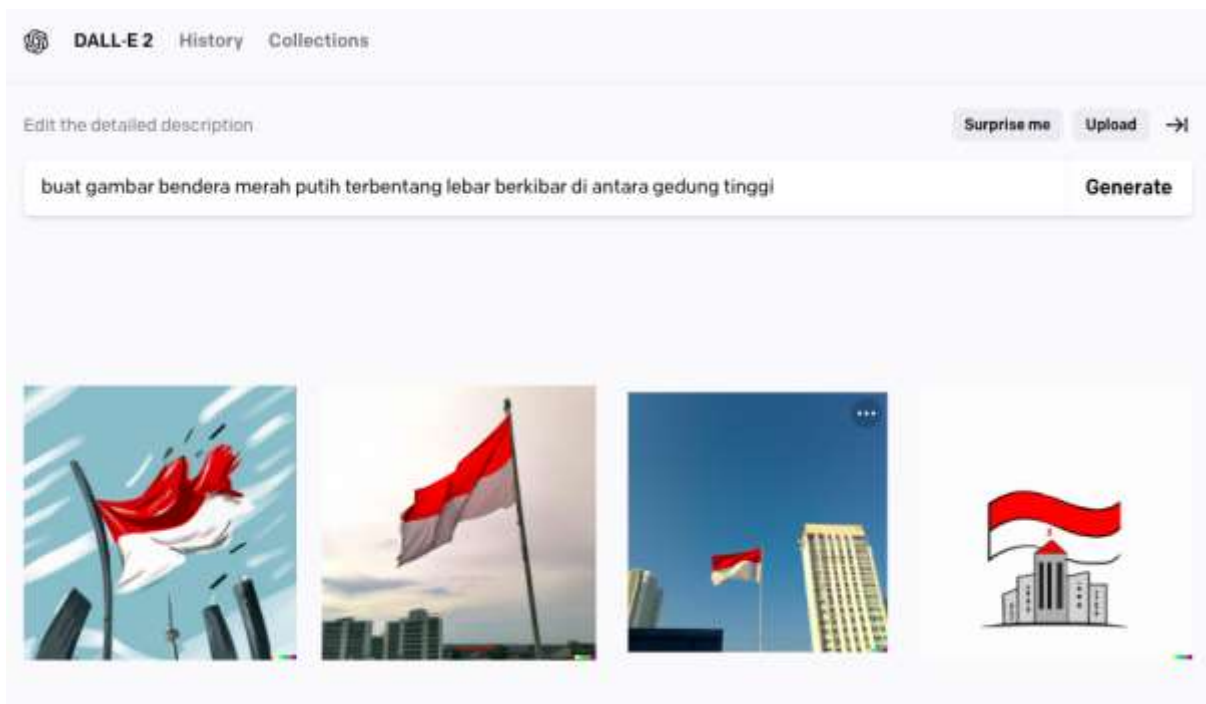 DALL·E 2 History Collections
Edit the detailed description
Surprise me Upload
buat gambar bendera merah putih terbentang lebar berkibar di antara gedung tinggi
Generate